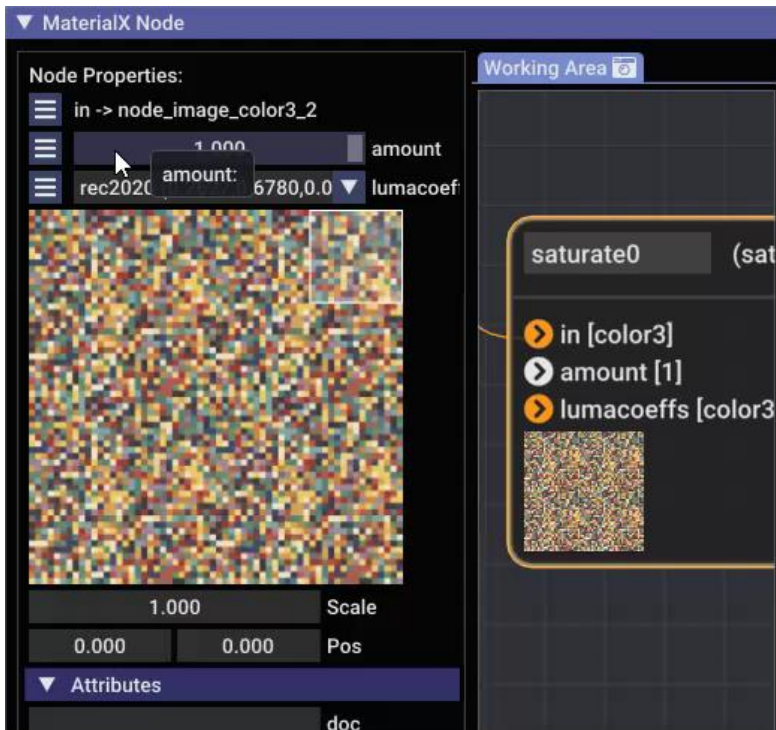 MaterialX Node
Node Properties:
in -> node_image_color3_2
1.000 amount
amount:
rec2020 6780,0.0 lumacoeff
1.000 Scale
0.000 0.000 Pos
Attributes
doc
Working Area
saturate0 (sat
in [color3]
amount [1]
lumacoeffs [color3